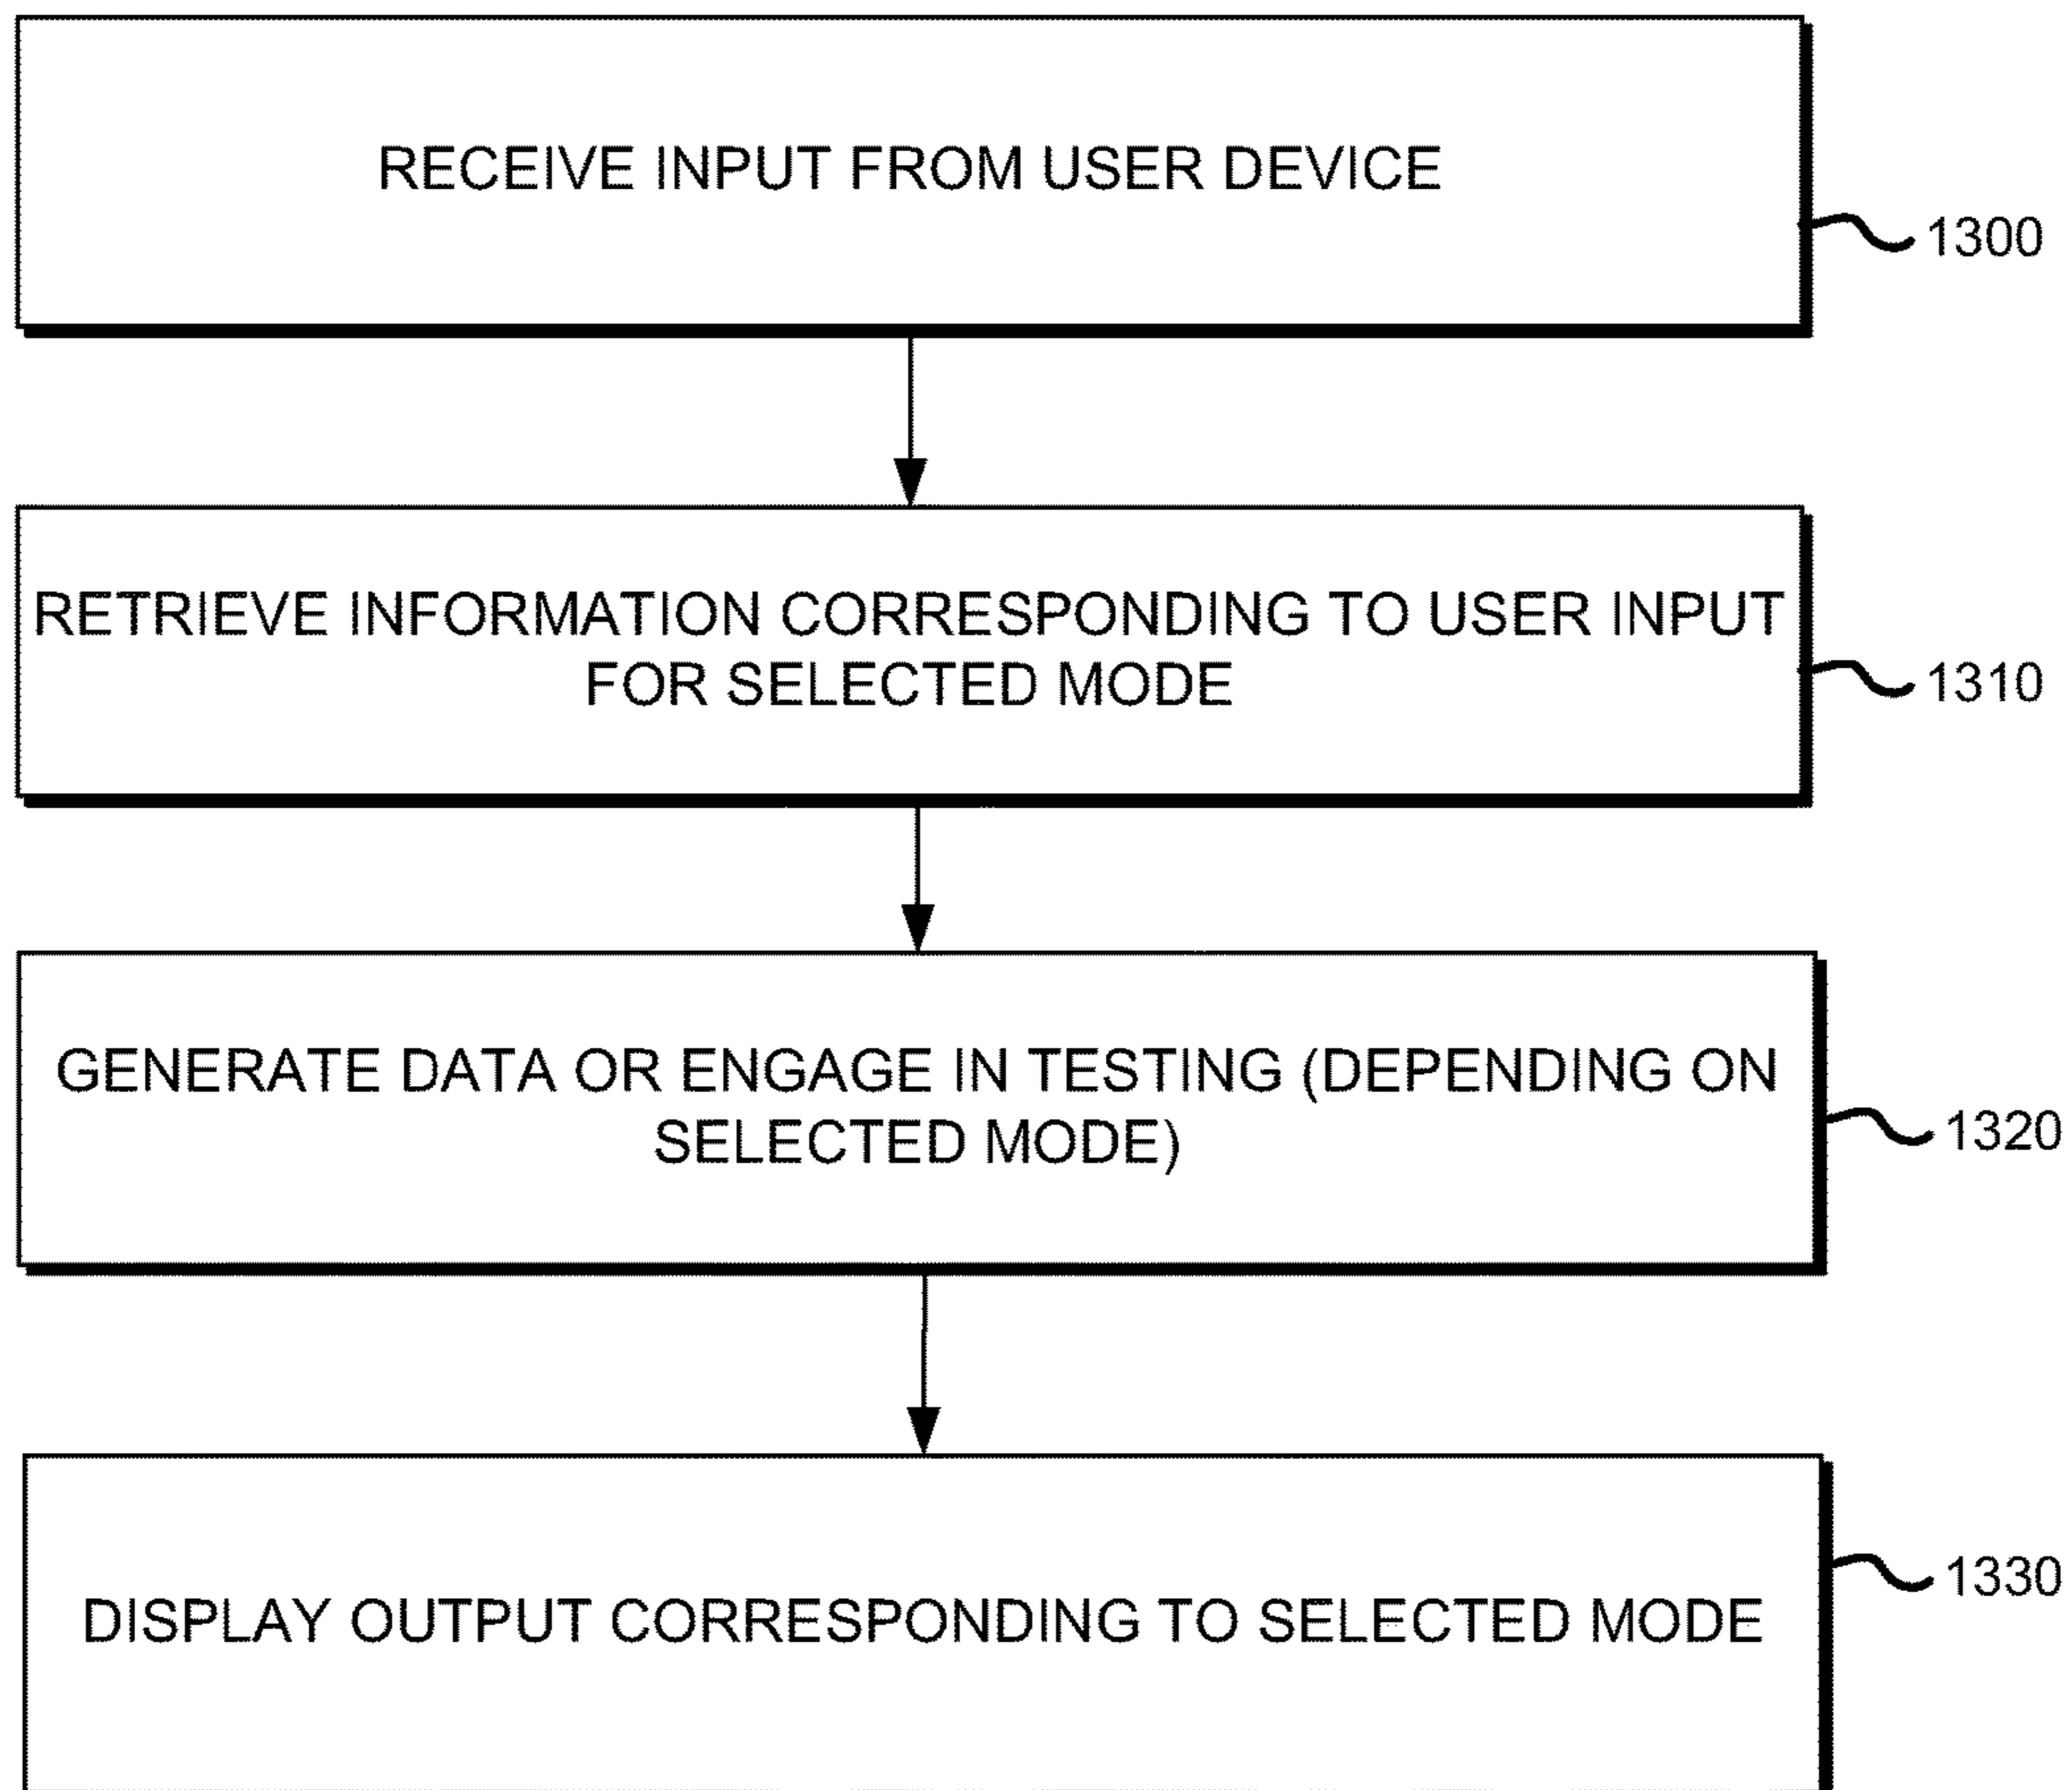 RECEIVE INPUT FROM USER DEVICE
1300
RETRIEVE INFORMATION CORRESPONDING TO USER INPUT
FOR SELECTED MODE
1310
GENERATE DATA OR ENGAGE IN TESTING (DEPENDING ON
SELECTED MODE)
1320
DISPLAY OUTPUT CORRESPONDING TO SELECTED MODE
1330